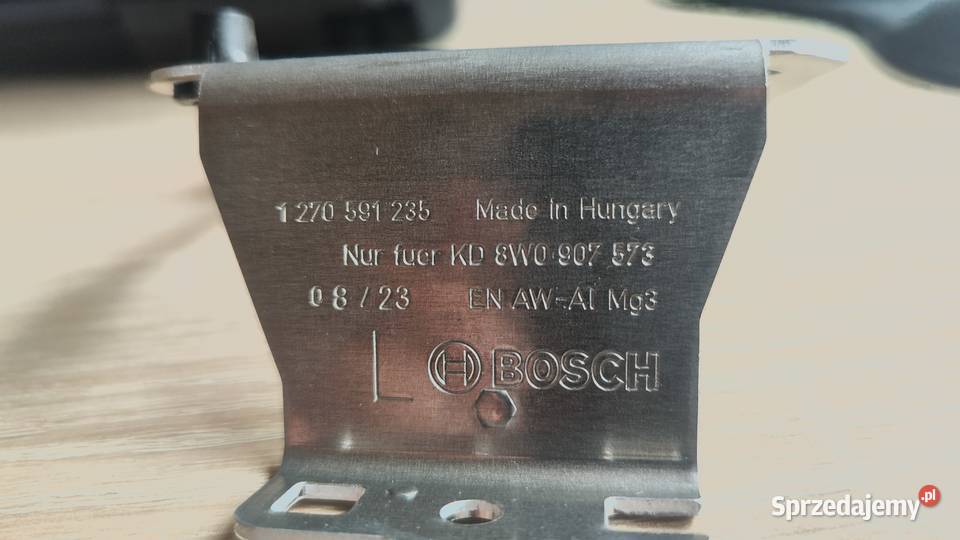 1 270 591 235 Made in Hungary
Nur fuer KD 8W0 907 573
08/23 EN AW-Al Mg3
L BOSCH
Sprzedajemy.pl